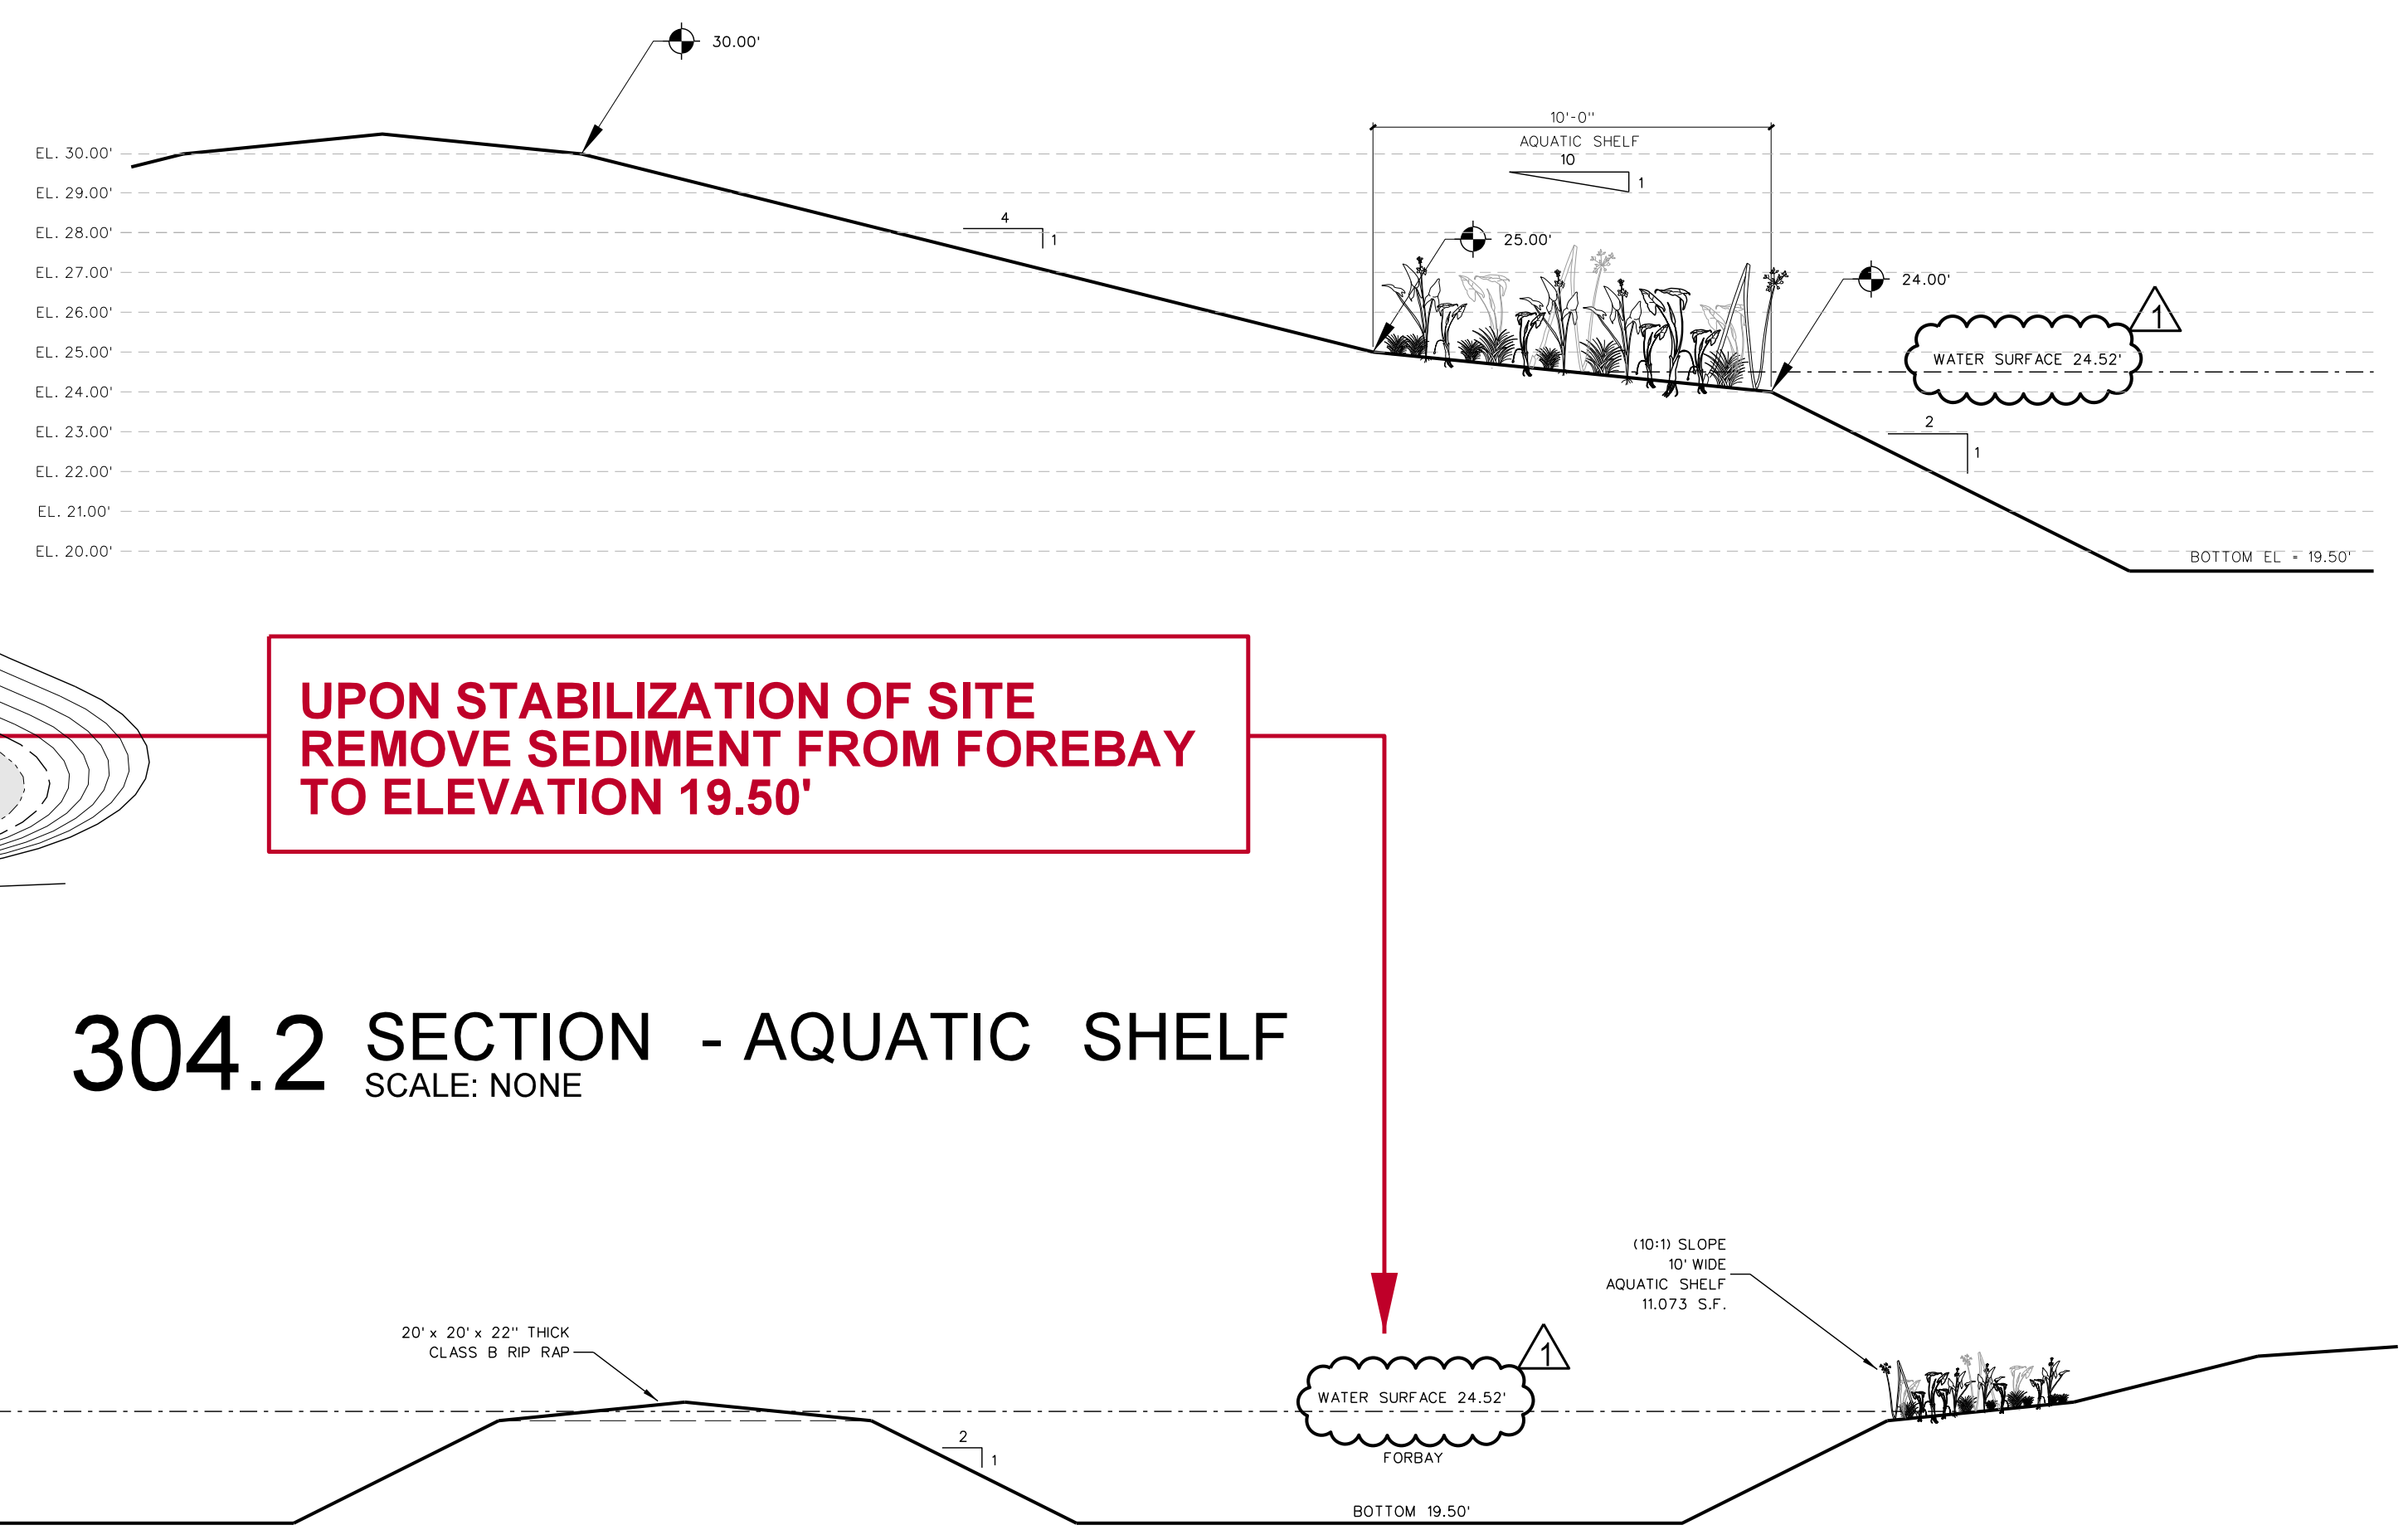 30.00'
10'-0"
AQUATIC SHELF
10
1
EL. 30.00'
EL. 29.00'
EL. 28.00'
EL. 27.00'
EL. 26.00'
EL. 25.00'
EL. 24.00'
EL. 23.00'
EL. 22.00'
EL. 21.00'
EL. 20.00'
4
1
25.00'
24.00'
1
WATER SURFACE 24.52'
2
1
BOTTOM EL = 19.50'
UPON STABILIZATION OF SITE
REMOVE SEDIMENT FROM FOREBAY
TO ELEVATION 19.50'
304.2 SECTION - AQUATIC SHELF
SCALE: NONE
20' x 20' x 22" THICK
CLASS B RIP RAP
2
1
1
WATER SURFACE 24.52'
FORBAY
BOTTOM 19.50'
(10:1) SLOPE
10' WIDE
AQUATIC SHELF
11.073 S.F.